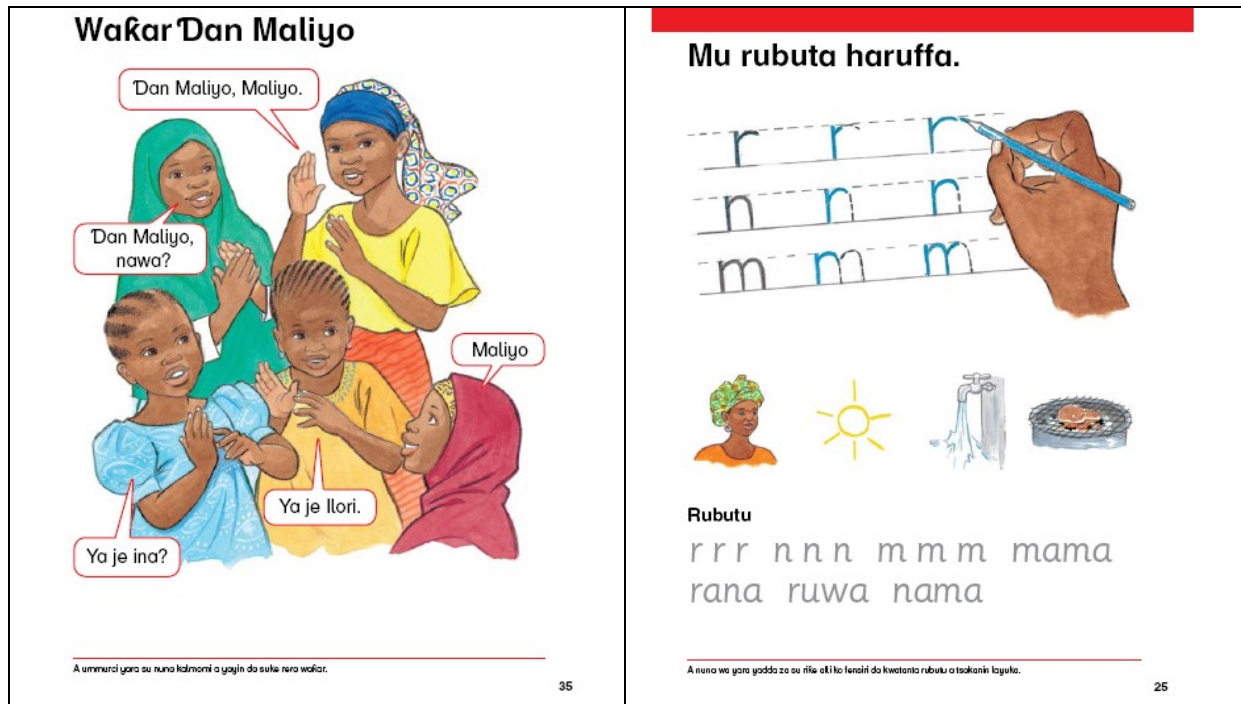 Waƙar Ɗan Maliyo
Ɗan Maliyo, Maliyo.
Ɗan Maliyo,
nawa?
Maliyo
Ya je Ilori.
Ya je ina?
A ummurci yara su nuna kalmomi a yayin da suke rera waƙar.
35
Mu rubuta haruffa.
r r r
n n n
m m m
Rubutu
r r r n n n m m m mama
rana ruwa nama
A nuna wa yara yadda za su riƙe alli ko fensiri da kwatanta rubutu a tsakanin layuka.
25